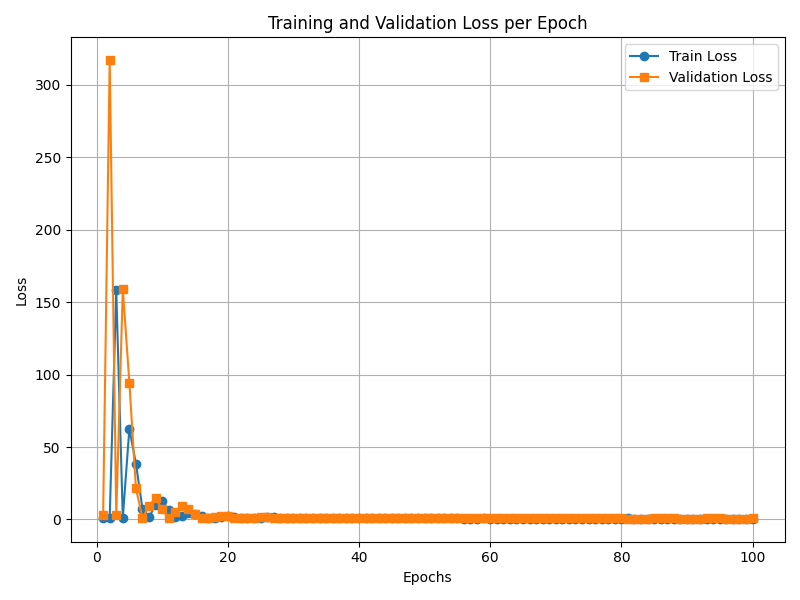 Training and Validation Loss per Epoch
Train Loss
Validation Loss
300
250
200
150
100
50
0
Loss
0 20 40 60 80 100
Epochs